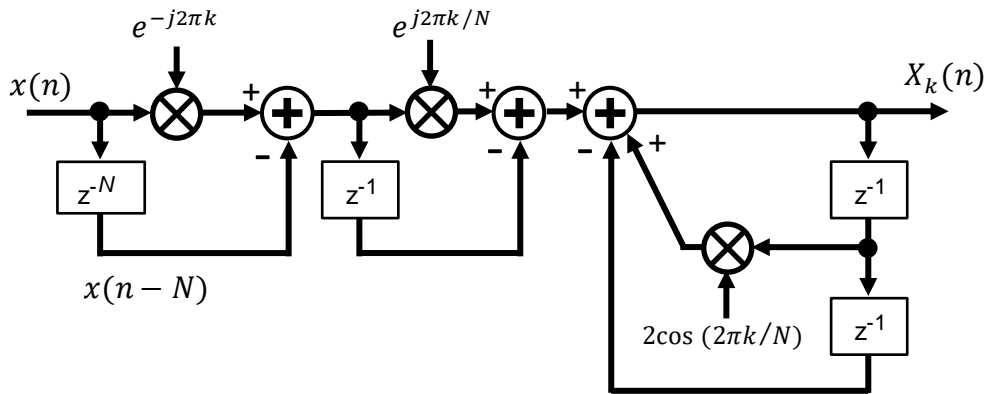 e^{-j2πk}
e^{j2πk/N}
x(n)
X_k(n)
+
+
+
+
+
+
-
-
-
+
z^{-N}
z^{-1}
z^{-1}
x(n − N)
2cos (2πk/N)
z^{-1}